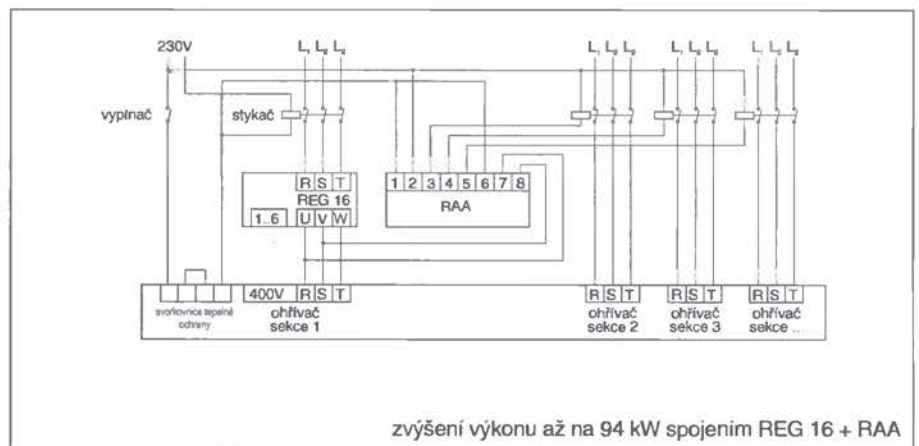 230V L₁ L₂ L₃ L₁ L₂ L₃ L₁ L₂ L₃ L₁ L₂ L₃
vypínač stykač
R S T 1 2 3 4 5 6 7 8
REG 16 RAA
1..6 U V W
400V R S T R S T R S T R S T
svorkovnice tepelné
ochrany
ohřívač
sekce 1
ohřívač
sekce 2
ohřívač
sekce 3
ohřívač
sekce ...
zvýšení výkonu až na 94 kW spojením REG 16 + RAA